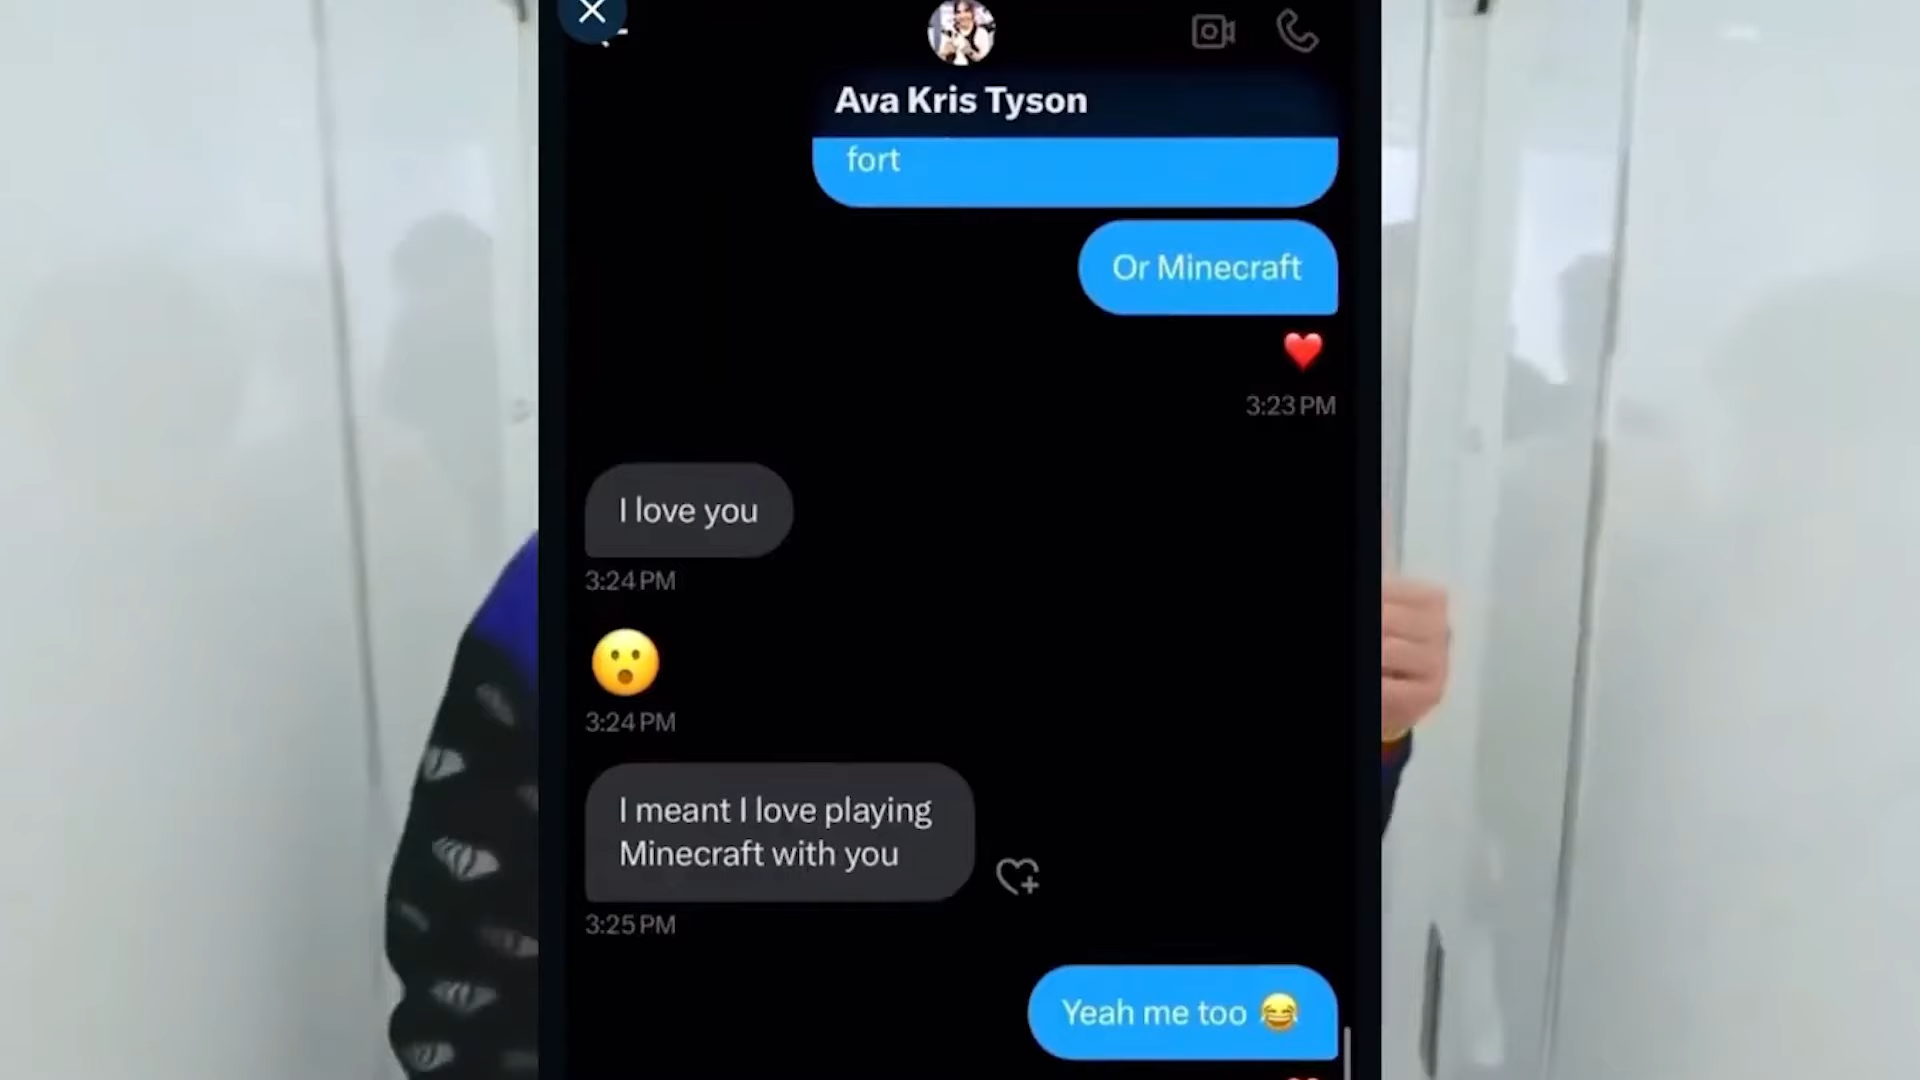 Ava Kris Tyson
fort
Or Minecraft
3:23 PM
I love you
3:24 PM
3:24 PM
I meant I love playing
Minecraft with you
3:25 PM
Yeah me too